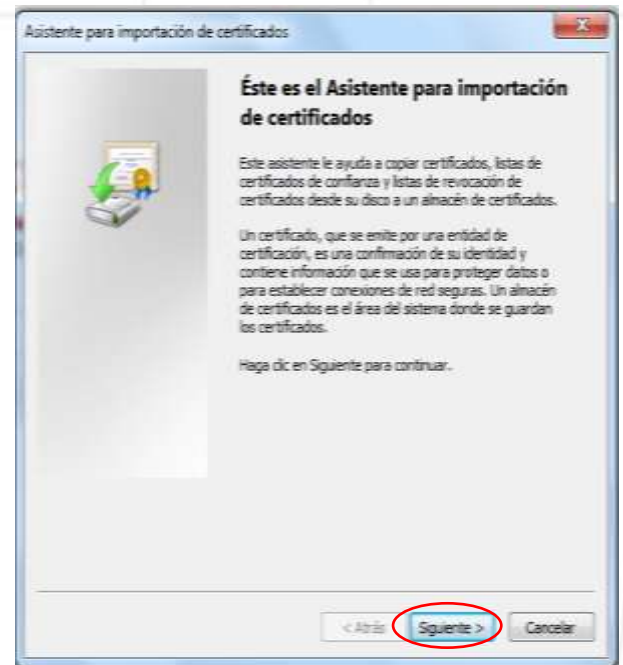 Asistente para importación de certificados
Éste es el Asistente para importación
de certificados
Este asistente le ayuda a copiar certificados, listas de
certificados de confianza y listas de revocación de
certificados desde su disco a un almacén de certificados.
Un certificado, que se emite por una entidad de
certificación, es una confirmación de su identidad y
contiene información que se usa para proteger datos o
para establecer conexiones de red seguras. Un almacén
de certificados es el área del sistema donde se guardan
los certificados.
Haga clic en Siguiente para continuar.
< Atrás Siguiente > Cancelar